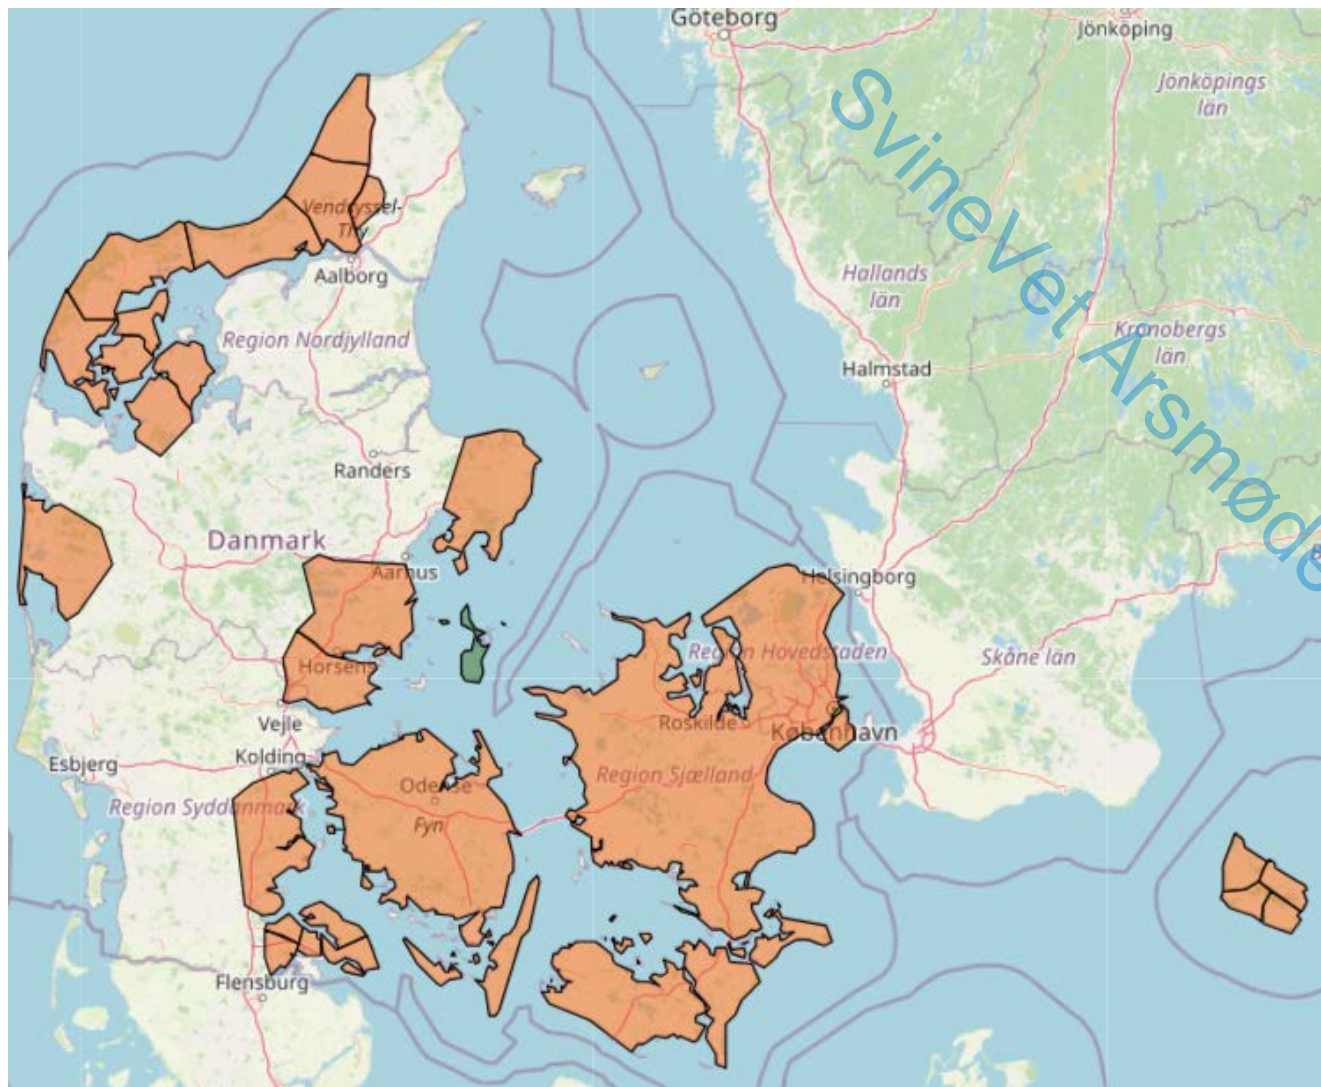 Göteborg
Jönköping
Jönköpings
län
SvineVet Årsmøde
Vendsyssel-
Thy
Aalborg
Hallands
län
Region Nordjylland
Kronobergs
län
Halmstad
Randers
Danmark
Aarhus
Helsingborg
Region Hovedstaden
Skåne län
Horsens
Vejle
Roskilde
København
Kolding
Esbjerg
Region Sjælland
Odense
Region Syddanmark
Fyn
Flensburg